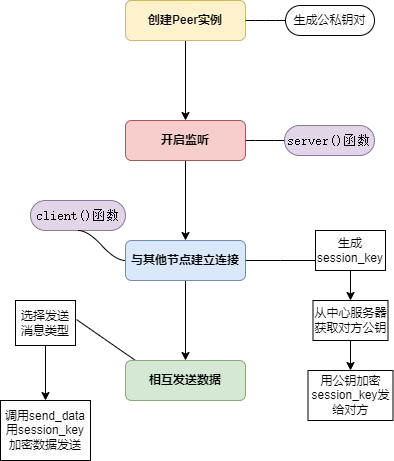 创建Peer实例
生成公私钥对
开启监听
server()函数
client()函数
与其他节点建立连接
生成
session_key
选择发送
消息类型
从中心服务器
获取对方公钥
相互发送数据
用公钥加密
session_key发
给对方
调用send_data
用session_key
加密数据发送